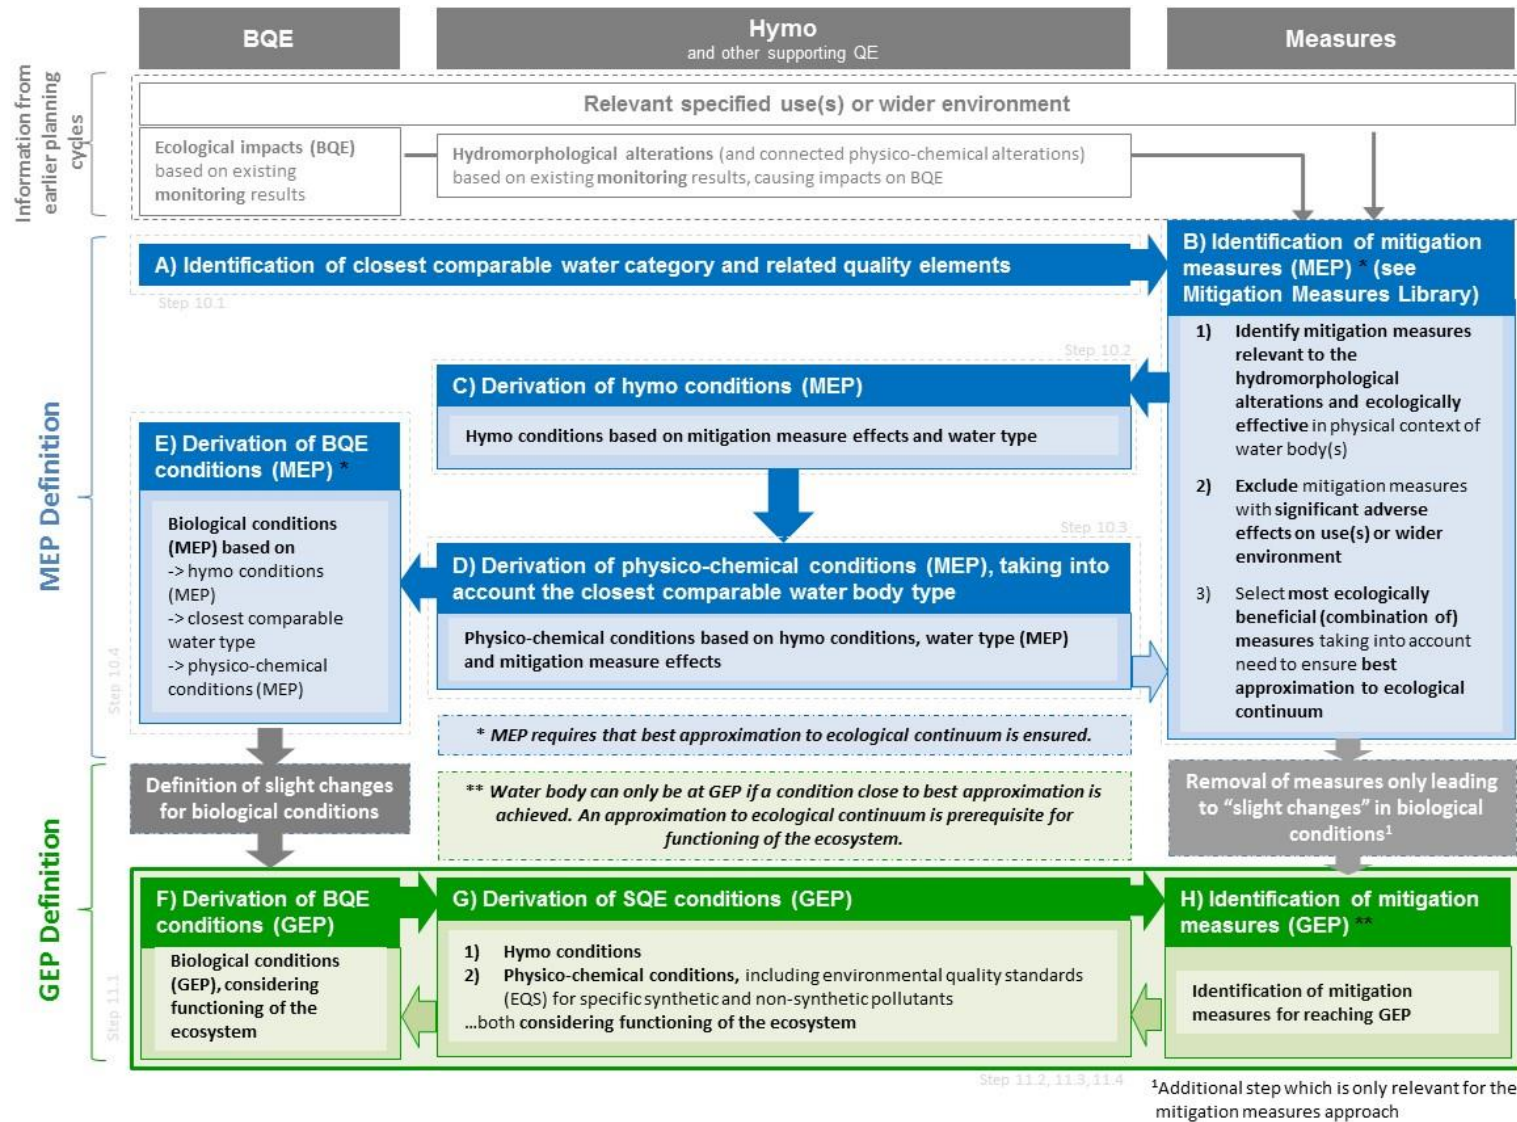 BQE
Hymo
and other supporting QE
Measures
Information from
earlier planning
cycles
Relevant specified use(s) or wider environment
Ecological impacts (BQE)
based on existing
monitoring results
Hydromorphological alterations (and connected physico-chemical alterations)
based on existing monitoring results, causing impacts on BQE
MEP Definition
A) Identification of closest comparable water category and related quality elements
Step 10.1
B) Identification of mitigation
measures (MEP) * (see
Mitigation Measures Library)
1) Identify mitigation measures
relevant to the
hydromorphological
alterations and ecologically
effective in physical context of
water body(s)
2) Exclude mitigation measures
with significant adverse
effects on use(s) or wider
environment
3) Select most ecologically
beneficial (combination of)
measures taking into account
need to ensure best
approximation to ecological
continuum
Step 10.2
C) Derivation of hymo conditions (MEP)
Hymo conditions based on mitigation measure effects and water type
Step 10.3
D) Derivation of physico-chemical conditions (MEP), taking into
account the closest comparable water body type
Physico-chemical conditions based on hymo conditions, water type (MEP)
and mitigation measure effects
E) Derivation of BQE
conditions (MEP) *
Biological conditions
(MEP) based on
-> hymo conditions
(MEP)
-> closest comparable
water type
-> physico-chemical
conditions (MEP)
Step 10.4
* MEP requires that best approximation to ecological continuum is ensured.
GEP Definition
Definition of slight changes
for biological conditions
** Water body can only be at GEP if a condition close to best approximation is
achieved. An approximation to ecological continuum is prerequisite for
functioning of the ecosystem.
Removal of measures only leading
to “slight changes” in biological
conditions¹
F) Derivation of BQE
conditions (GEP)
Biological conditions
(GEP), considering
functioning of the
ecosystem
Step 11.1
G) Derivation of SQE conditions (GEP)
1) Hymo conditions
2) Physico-chemical conditions, including environmental quality standards
(EQS) for specific synthetic and non-synthetic pollutants
...both considering functioning of the ecosystem
Step 11.2, 11.3, 11.4
H) Identification of mitigation
measures (GEP) **
Identification of mitigation
measures for reaching GEP
¹Additional step which is only relevant for the
mitigation measures approach